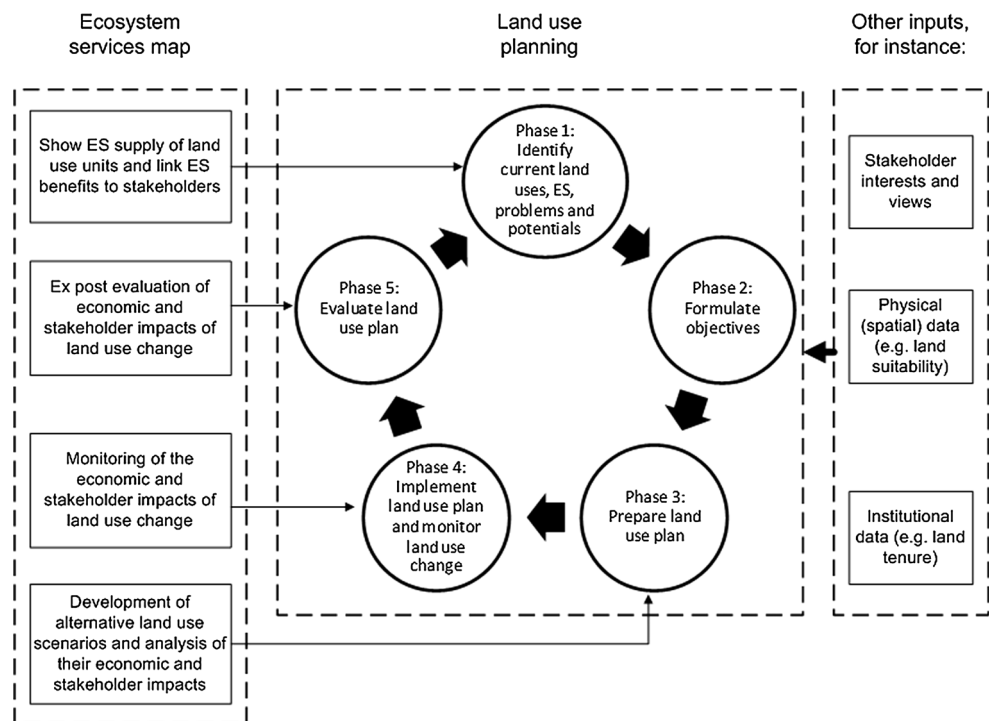 Ecosystem
services map
Show ES supply of land
use units and link ES
benefits to stakeholders
Ex post evaluation of
economic and
stakeholder impacts of
land use change
Monitoring of the
economic and
stakeholder impacts of
land use change
Development of
alternative land use
scenarios and analysis of
their economic and
stakeholder impacts
Land use
planning
Phase 1:
Identify
current land
uses, ES,
problems and
potentials
Phase 2:
Formulate
objectives
Phase 3:
Prepare land
use plan
Phase 4:
Implement
land use plan
and monitor
land use
change
Phase 5:
Evaluate land
use plan
Other inputs,
for instance:
Stakeholder
interests and
views
Physical
(spatial) data
(e.g. land
suitability)
Institutional
data (e.g. land
tenure)